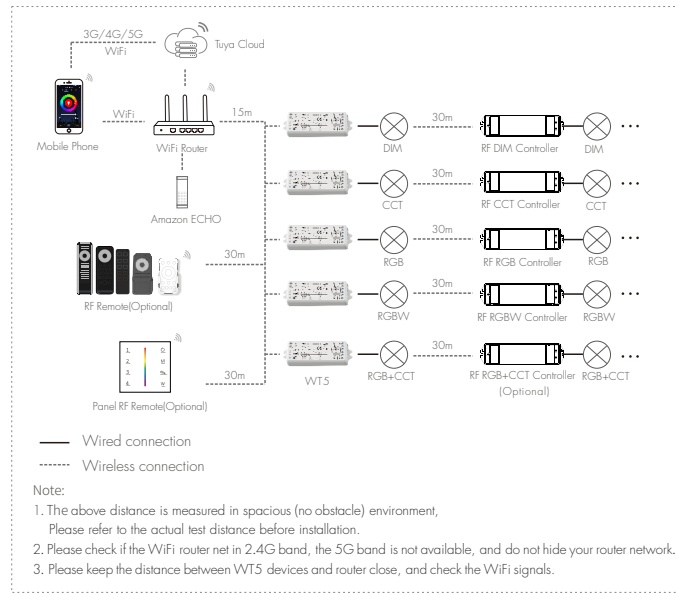 3G/4G/5G
WiFi
Tuya Cloud
WiFi
15m
30m
30m
30m
30m
30m
Mobile Phone
WiFi Router
DIM
RF DIM Controller
DIM
CCT
RF CCT Controller
CCT
Amazon ECHO
30m
RGB
RF RGB Controller
RGB
RF Remote(Optional)
RGBW
RF RGBW Controller
RGBW
1.
2.
3.
4.
30m
WT5
RGB+CCT
RF RGB+CCT Controller
(Optional)
RGB+CCT
Panel RF Remote(Optional)
Wired connection
Wireless connection
Note:
1. The above distance is measured in spacious (no obstacle) environment,
Please refer to the actual test distance before installation.
2. Please check if the WiFi router net in 2.4G band, the 5G band is not available, and do not hide your router network.
3. Please keep the distance between WT5 devices and router close, and check the WiFi signals.